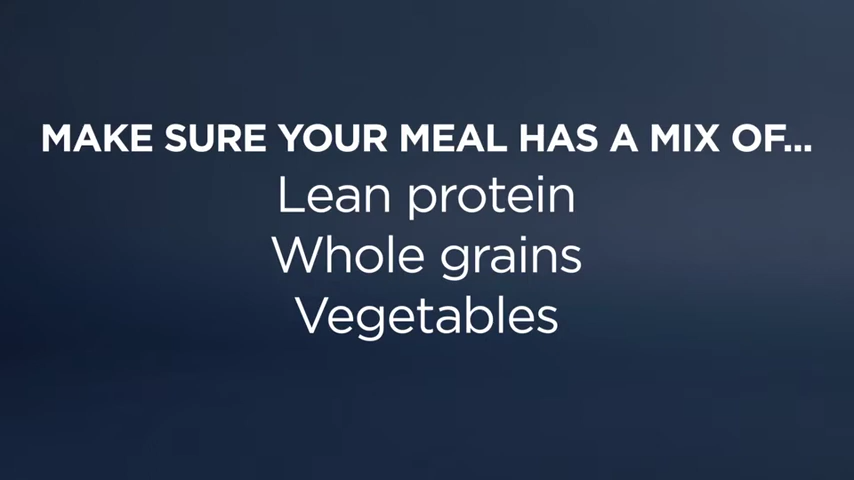 MAKE SURE YOUR MEAL HAS A MIX OF...
Lean protein
Whole grains
Vegetables